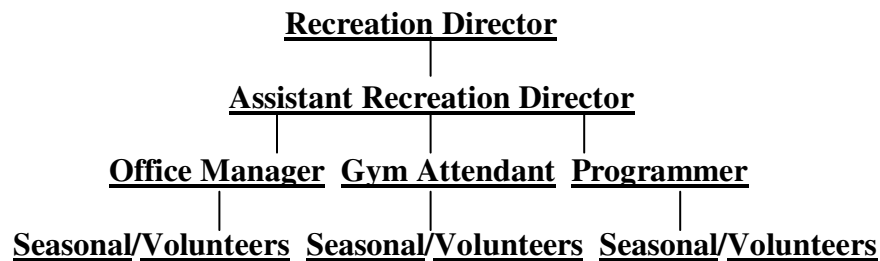 Recreation Director
Assistant Recreation Director
Office Manager Gym Attendant Programmer
Seasonal/Volunteers Seasonal/Volunteers Seasonal/Volunteers